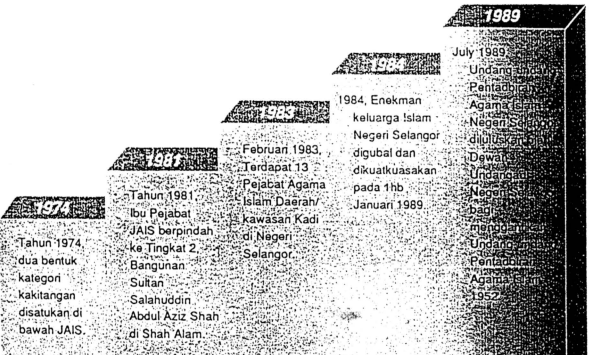 1974
Tahun 1974,
dua bentuk
kategori
kakitangan
disatukan di
bawah JAIS.
1981
Tahun 1981,
Ibu Pejabat
JAIS berpindah
ke Tingkat 2,
Bangunan
Sultan
Salahuddin
Abdul Aziz Shah
di Shah Alam.
1983
Februari 1983,
Terdapat 13
Pejabat Agama
Islam Daerah/
kawasan Kadi
di Negeri
Selangor.
1984
1984, Enekman
keluarga Islam
Negeri Selangor
digubal dan
dikuatkuasakan
pada 1hb
Januari 1989.
1989
July 1989,
Undang-undang
Pentadbiran
Agama Islam
Negeri Selangor
diluluskan
Dewan
Undangan
Negeri
bagi
menggantikan
Undang-undang
Pentadbiran
Agama Islam
1952